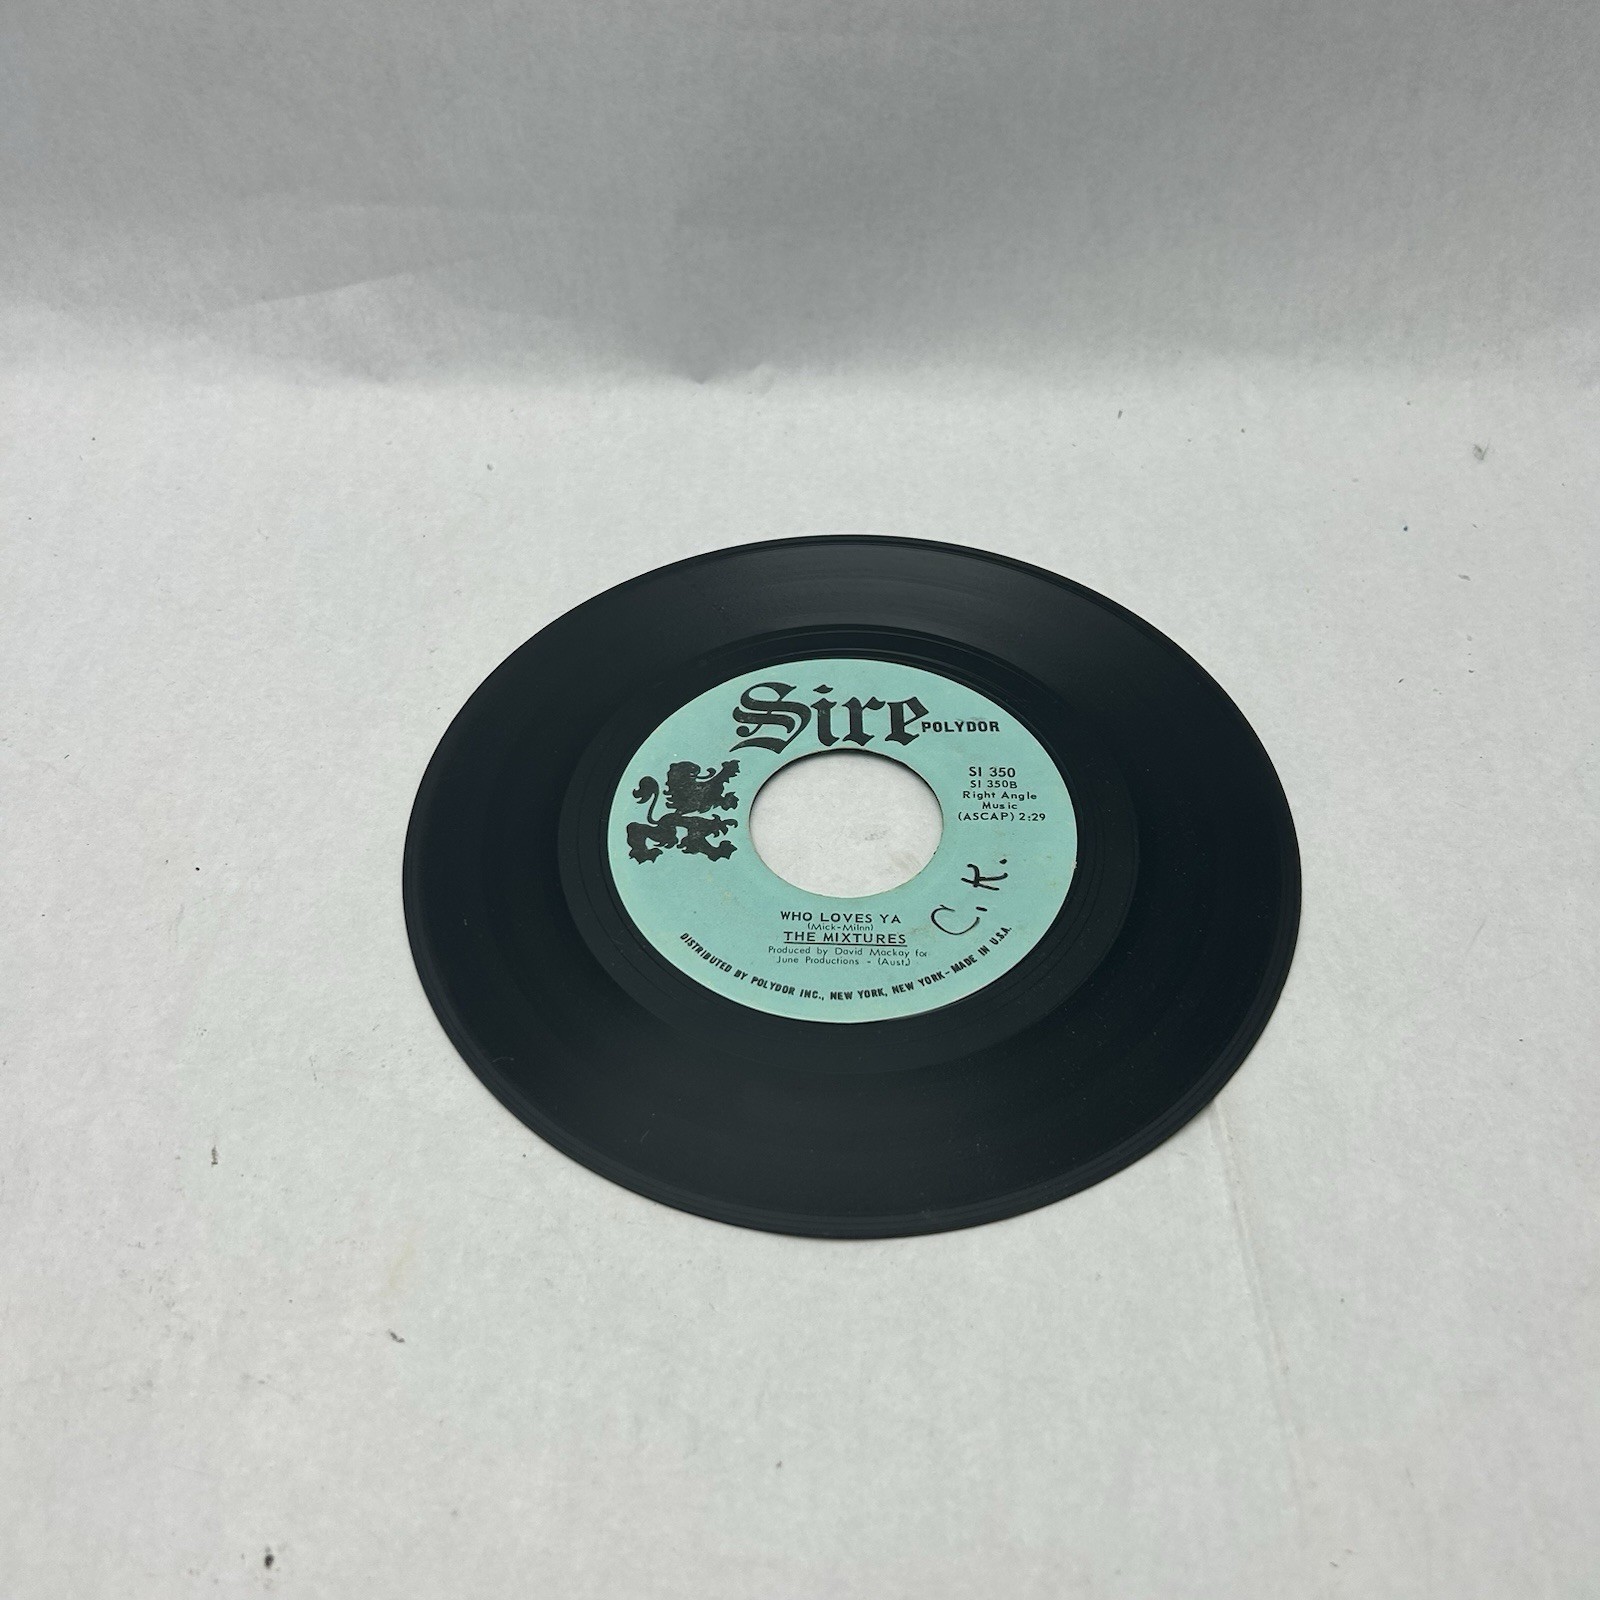 Sire POLYDOR
SI 350
SI 350B
Right Angle
Music
(ASCAP) 2:29
C.K.
WHO LOVES YA
(Mick-Milnn)
THE MIXTURES
Produced by David Mackay for
June Productions - (Aust.)
DISTRIBUTED BY POLYDOR INC., NEW YORK, NEW YORK-MADE IN U.S.A.